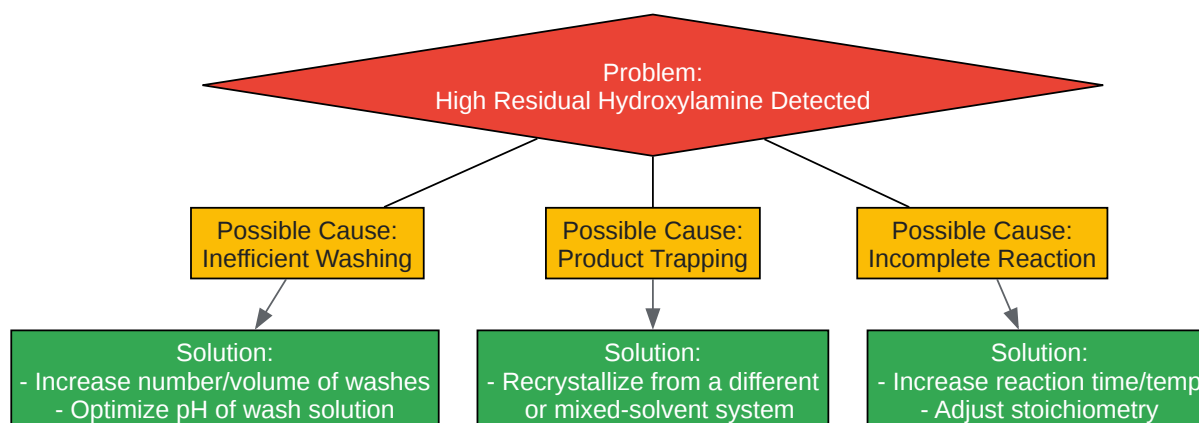 Problem:
High Residual Hydroxylamine Detected
Possible Cause:
Inefficient Washing
Possible Cause:
Product Trapping
Possible Cause:
Incomplete Reaction
Solution:
- Increase number/volume of washes
- Optimize pH of wash solution
Solution:
- Recrystallize from a different
or mixed-solvent system
Solution:
- Increase reaction time/temp
- Adjust stoichiometry